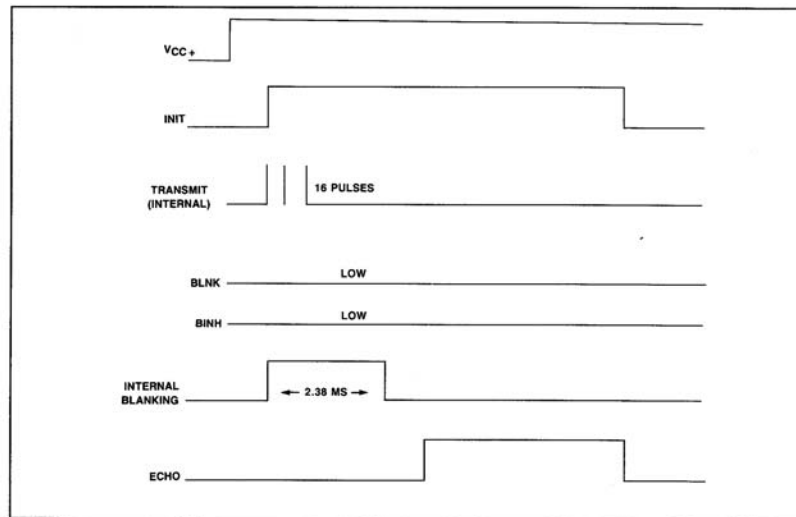 VCC+
INIT
TRANSMIT
(INTERNAL)
16 PULSES
BLNK
LOW
BINH
LOW
INTERNAL
BLANKING
2.38 MS
ECHO